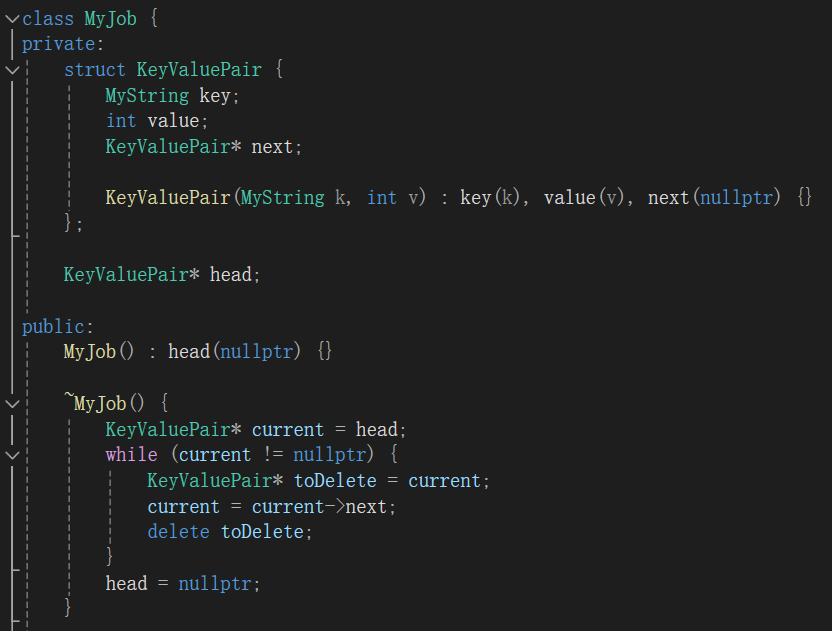 class MyJob {
private:
    struct KeyValuePair {
        MyString key;
        int value;
        KeyValuePair* next;
        KeyValuePair(MyString k, int v) : key(k), value(v), next(nullptr) {}
    };
    KeyValuePair* head;
public:
    MyJob() : head(nullptr) {}
    ~MyJob() {
        KeyValuePair* current = head;
        while (current != nullptr) {
            KeyValuePair* toDelete = current;
            current = current->next;
            delete toDelete;
        }
        head = nullptr;
    }